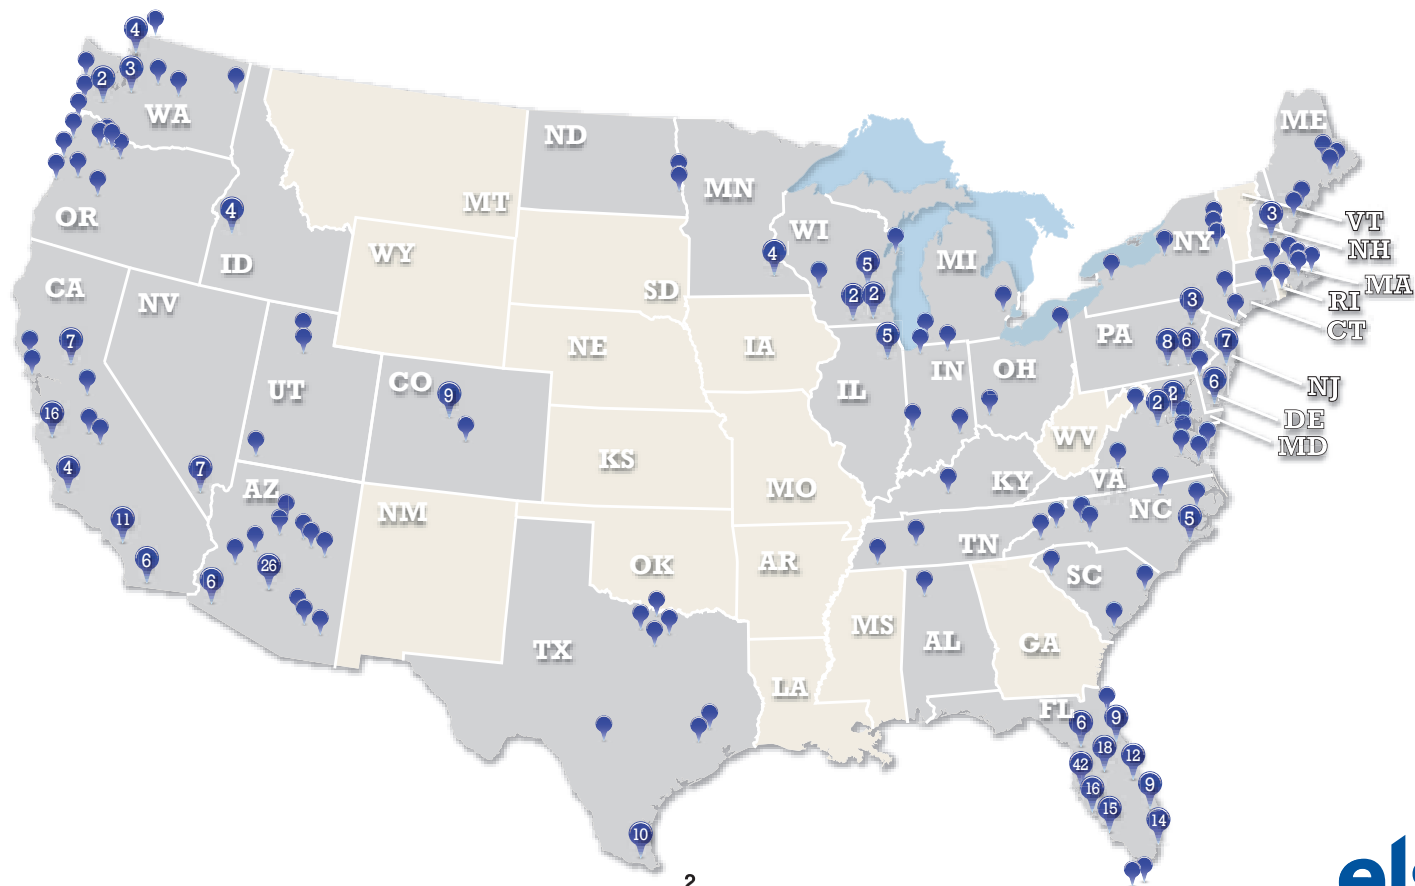 4
4
2 3
WA
ME
ND
MN
MT
OR
4
ID
WI
3
VT
NY
NH
WY
4
5
MI
MA
CA
NV
SD
2 2
3
RI
CT
7
NE
IA
5
PA
8 6
7
UT
CO
9
IL
IN
OH
6
NJ
2
2
DE
16
WV
MD
4
7
KS
MO
KY
VA
AZ
NM
NC
11
5
6
6
26
OK
AR
TN
SC
TX
MS
AL
GA
LA
FL
6
9
18
12
42
16
9
15
14
10
2
els